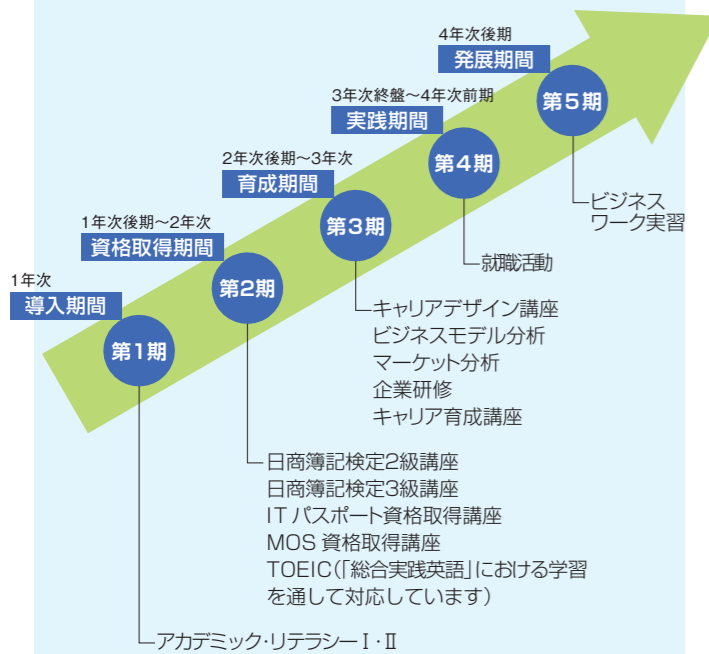 4年次後期
発展期間
第5期
ビジネス
ワーク実習
3年次終盤～4年次前期
実践期間
第4期
就職活動
2年次後期～3年次
育成期間
第3期
キャリアデザイン講座
ビジネスモデル分析
マーケット分析
企業研修
キャリア育成講座
1年次後期～2年次
資格取得期間
第2期
日商簿記検定2級講座
日商簿記検定3級講座
IT パスポート資格取得講座
MOS 資格取得講座
TOEIC(「総合実践英語」における学習
を通して対応しています)
1年次
導入期間
第1期
アカデミック・リテラシーⅠ・Ⅱ